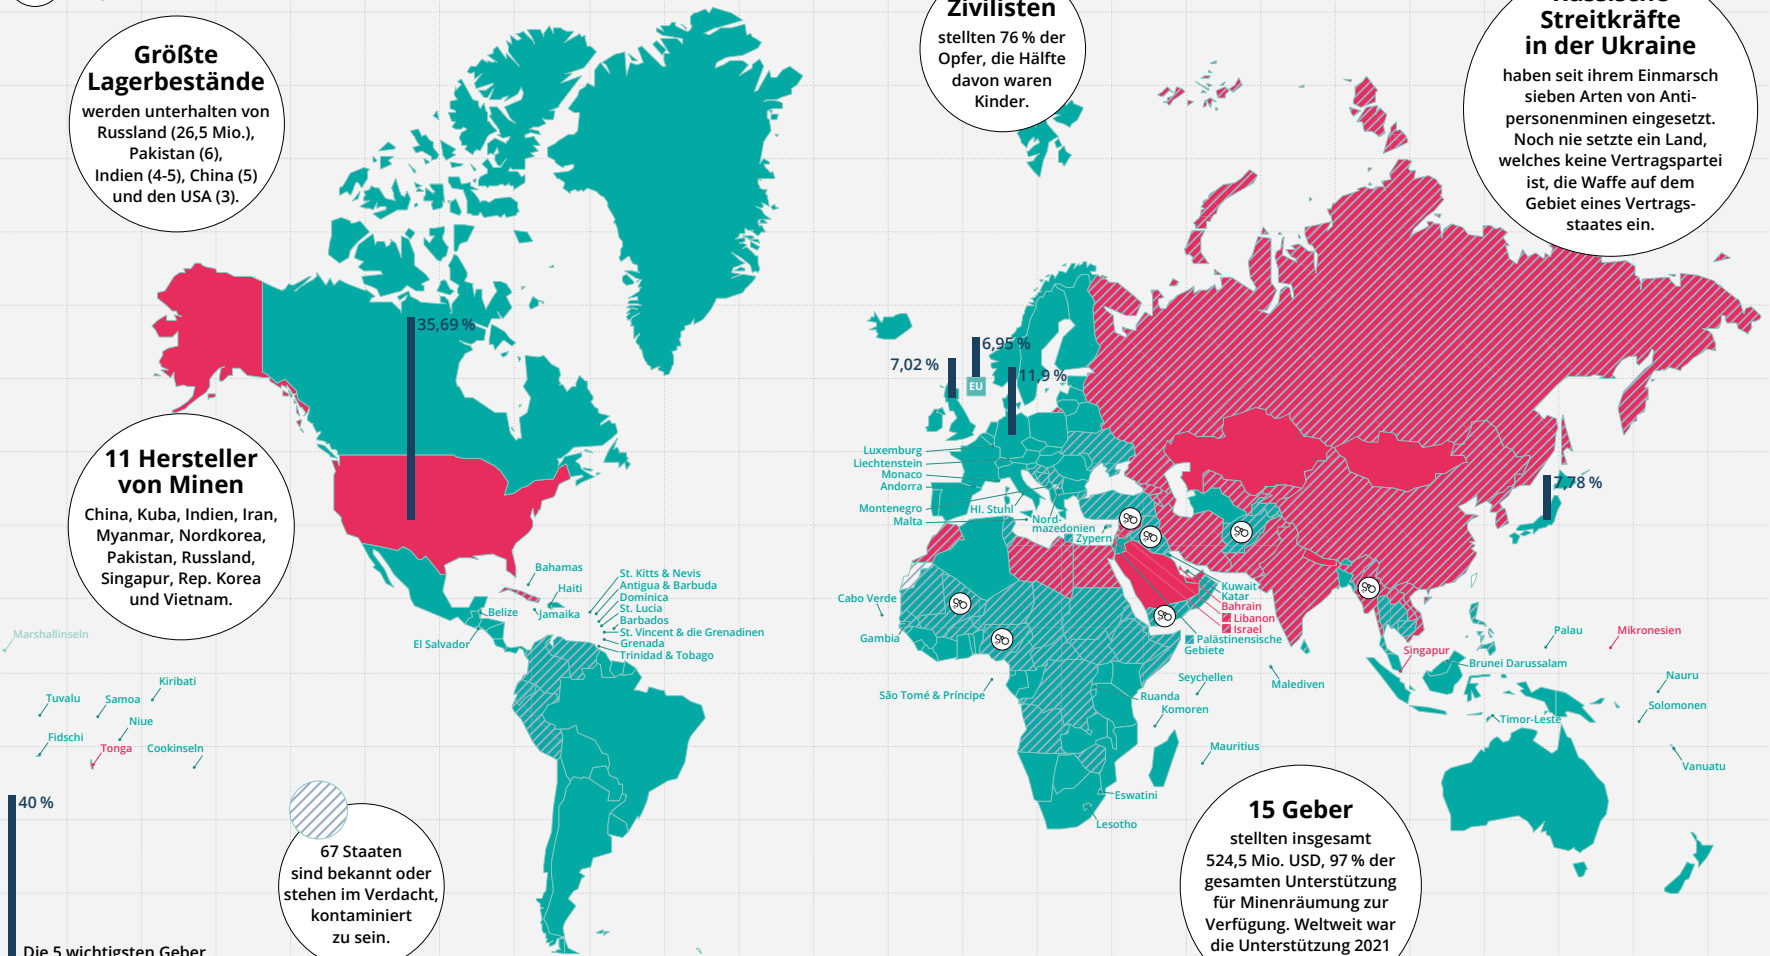 Größte
Lagerbestände
werden unterhalten von
Russland (26,5 Mio.),
Pakistan (6),
Indien (4-5), China (5)
und den USA (3).
Zivilisten
stellten 76 % der
Opfer, die Hälfte
davon waren
Kinder.
Streitkräfte
in der Ukraine
haben seit ihrem Einmarsch
sieben Arten von Anti-
personenminen eingesetzt.
Noch nie setzte ein Land,
welches keine Vertragspartei
ist, die Waffe auf dem
Gebiet eines Vertrags-
staates ein.
35,69 %
7,02 %
6,95 %
EU
11,9 %
7,78 %
11 Hersteller
von Minen
China, Kuba, Indien, Iran,
Myanmar, Nordkorea,
Pakistan, Russland,
Singapur, Rep. Korea
und Vietnam.
Luxemburg
Liechtenstein
Monaco
Andorra
Montenegro
Malta
Hl. Stuhl
Nord-
mazedonien
Zypern
Bahamas
Haiti
Jamaika
Belize
El Salvador
St. Kitts & Nevis
Antigua & Barbuda
Dominica
St. Lucia
Barbados
St. Vincent & die Grenadinen
Grenada
Trinidad & Tobago
Cabo Verde
Gambia
São Tomé & Príncipe
Kuwait
Katar
Bahrain
Libanon
Israel
Palästinensische
Gebiete
Seychellen
Ruanda
Komoren
Malediven
Mauritius
Eswatini
Lesotho
Singapur
Brunei Darussalam
Palau
Mikronesien
Nauru
Solomonen
Timor-Leste
Vanuatu
Marshallinseln
Kiribati
Tuvalu
Samoa
Niue
Fidschi
Tonga
Cookinseln
40 %
Die 5 wichtigsten Geber
67 Staaten
sind bekannt oder
stehen im Verdacht,
kontaminiert
zu sein.
15 Geber
stellten insgesamt
524,5 Mio. USD, 97 % der
gesamten Unterstützung
für Minenräumung zur
Verfügung. Weltweit war
die Unterstützung 2021